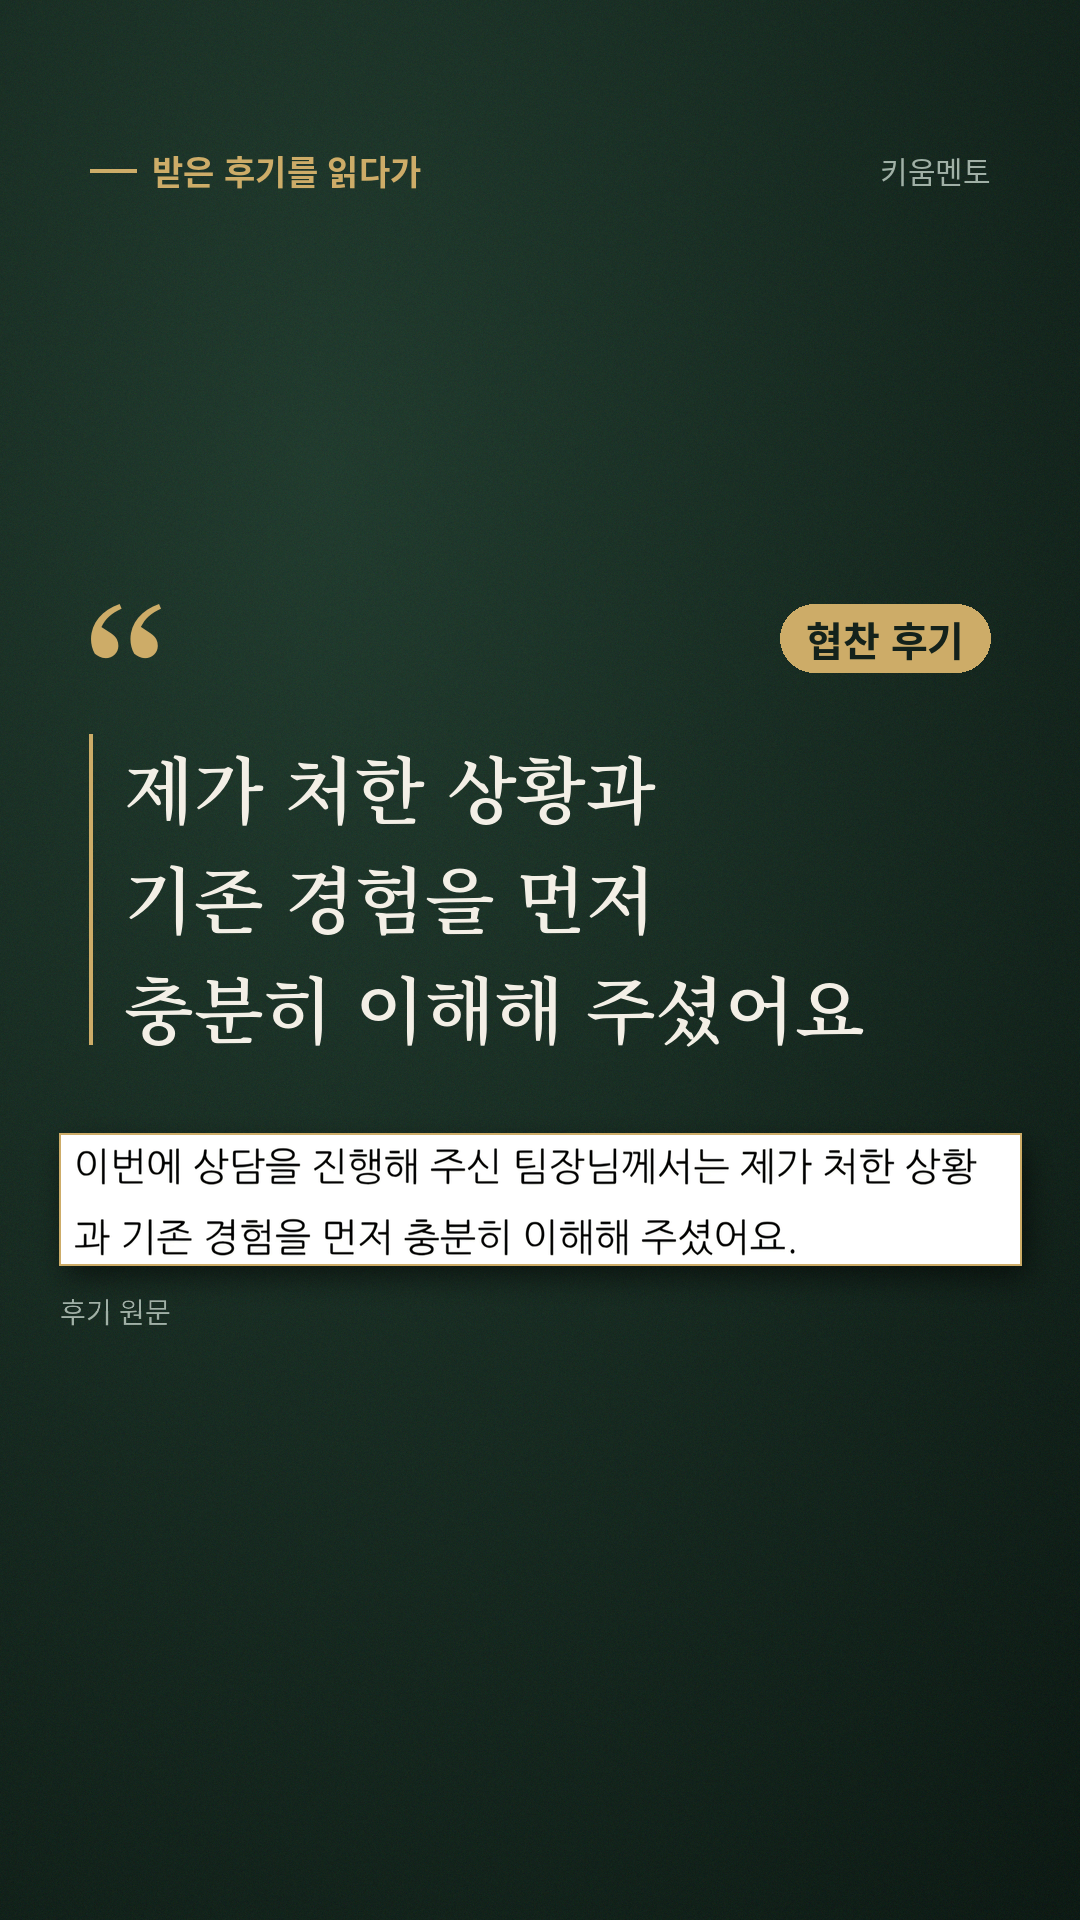 받은 후기를 읽다가
키움멘토
“
협찬 후기
제가 처한 상황과
기존 경험을 먼저
충분히 이해해 주셨어요
이번에 상담을 진행해 주신 팀장님께서는 제가 처한 상황
과 기존 경험을 먼저 충분히 이해해 주셨어요.
후기 원문